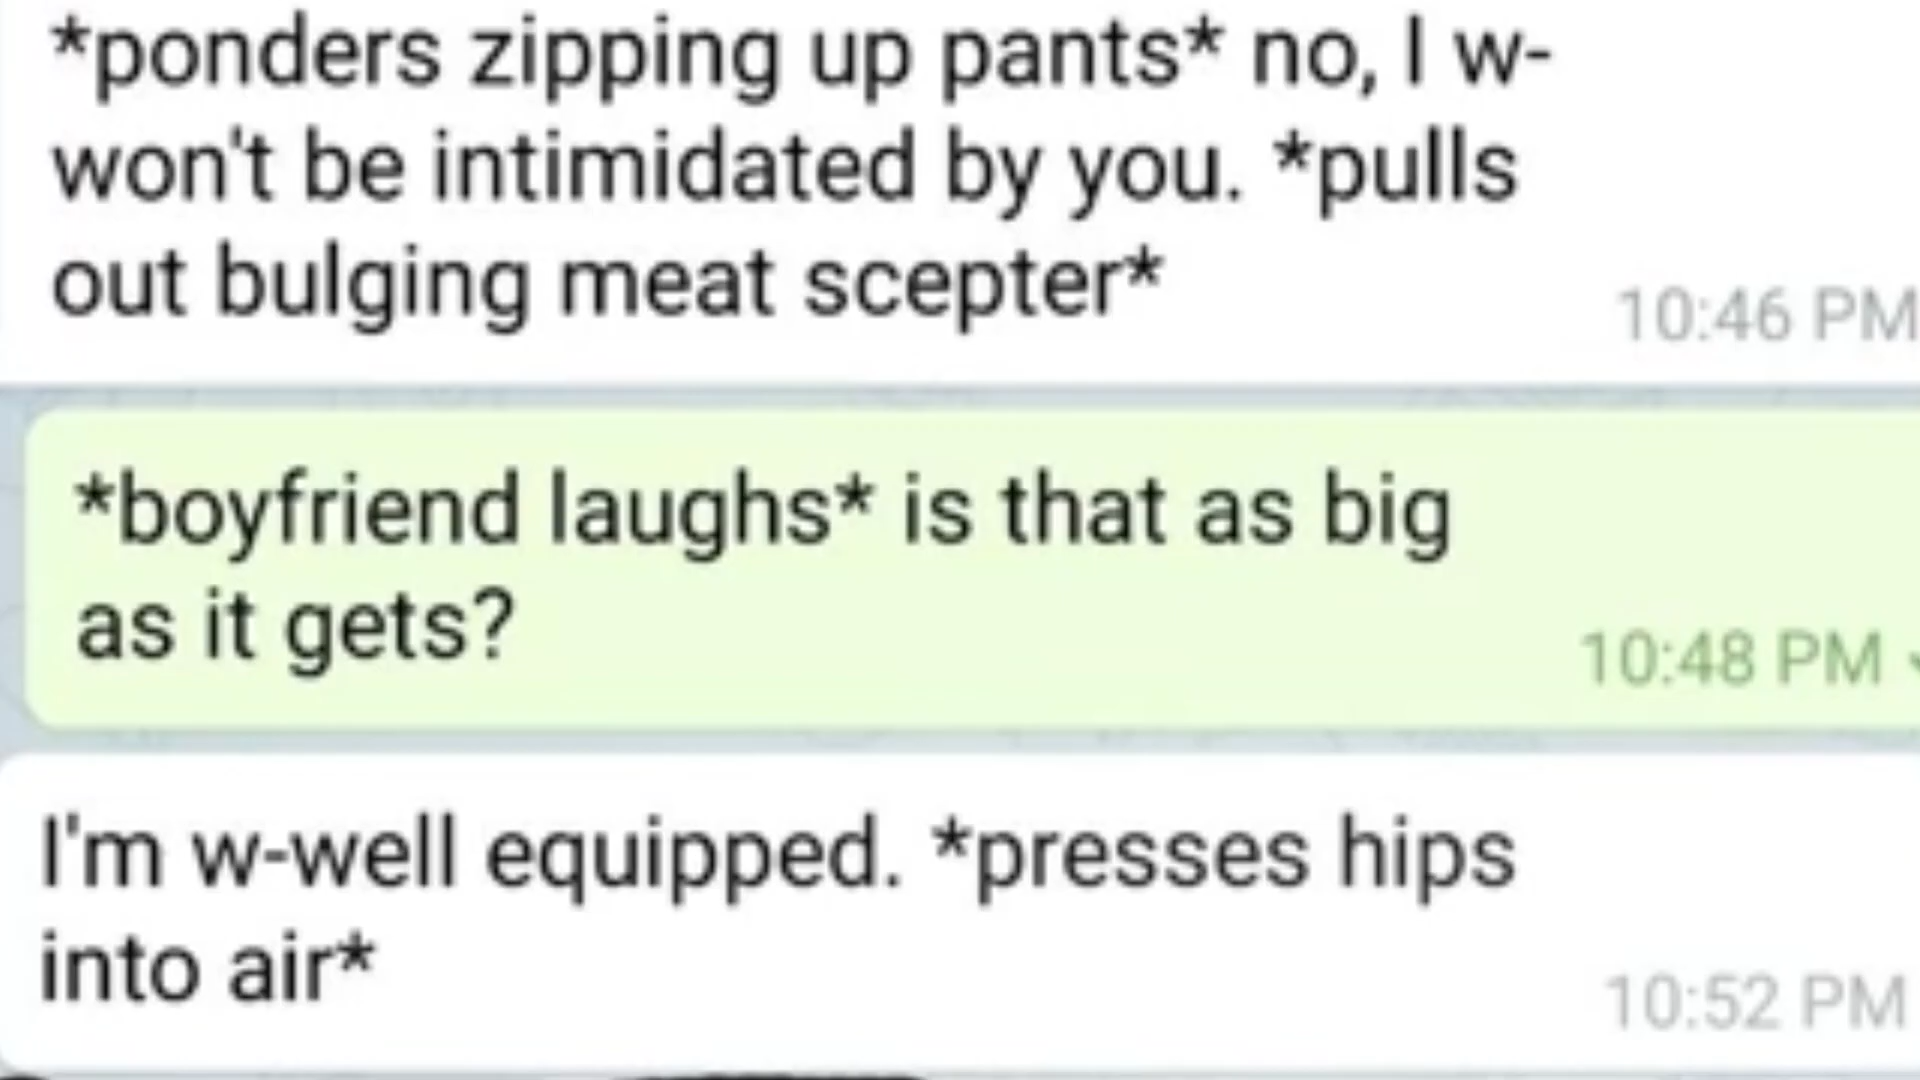 *ponders zipping up pants* no, I w-
won't be intimidated by you. *pulls
out bulging meat scepter*
10:46 PM
*boyfriend laughs* is that as big
as it gets?
10:48 PM
I'm w-well equipped. *presses hips
into air*
10:52 PM